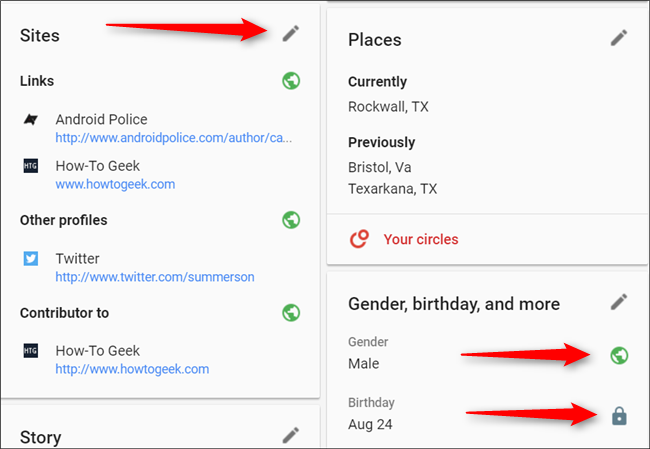 Sites
Links
Android Police
http://www.androidpolice.com/author/ca...
HTG
How-To Geek
www.howtogeek.com
Other profiles
Twitter
http://www.twitter.com/summerson
Contributor to
HTG
How-To Geek
http://www.howtogeek.com
Story
Places
Currently
Rockwall, TX
Previously
Bristol, Va
Texarkana, TX
Your circles
Gender, birthday, and more
Gender
Male
Birthday
Aug 24